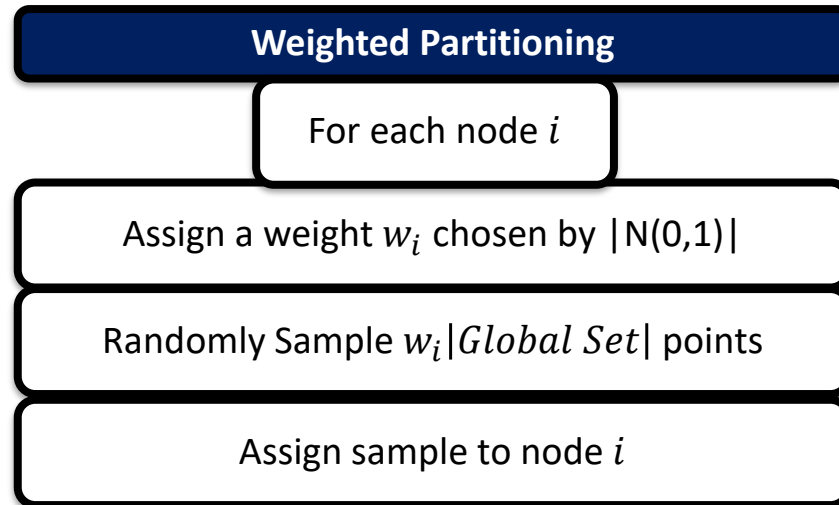 Weighted Partitioning
For each node 𝑖
Assign a weight 𝑤ᵢ chosen by |N(0,1)|
Randomly Sample 𝑤ᵢ|𝐺𝑙𝑜𝑏𝑎𝑙 𝑆𝑒𝑡| points
Assign sample to node 𝑖